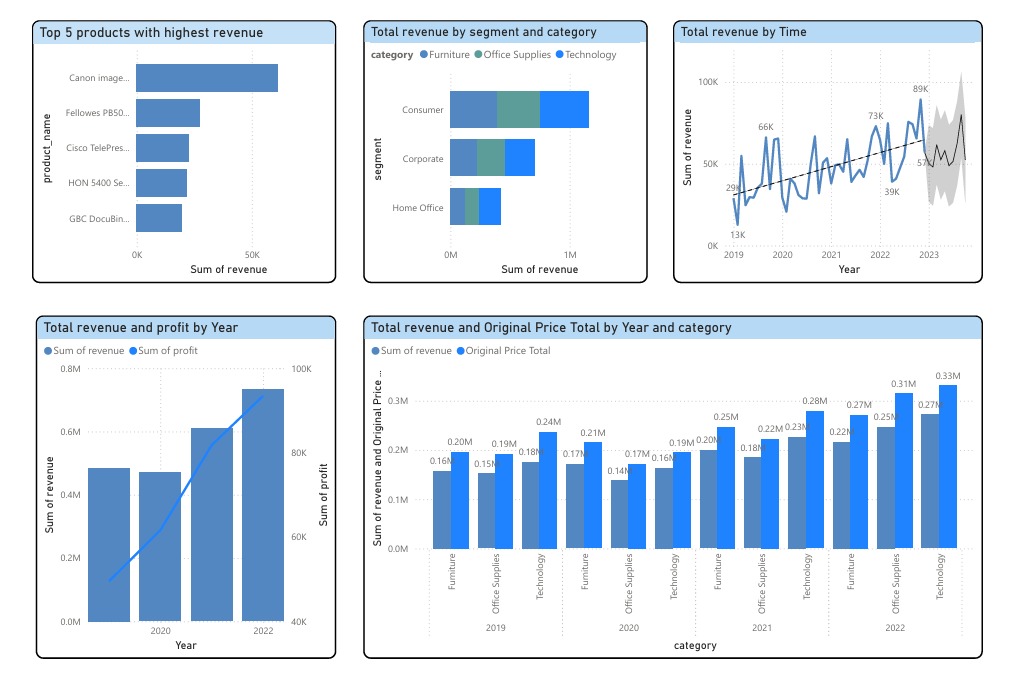 Top 5 products with highest revenue
product_name
Canon image...
Fellowes PB50...
Cisco TelePres...
HON 5400 Se...
GBC DocuBin...
0K
50K
Sum of revenue
Total revenue by segment and category
category Furniture Office Supplies Technology
segment
Consumer
Corporate
Home Office
0M
1M
Sum of revenue
Total revenue by Time
Sum of revenue
100K
50K
0K
29K
13K
66K
73K
39K
89K
57K
2019
2020
2021
2022
2023
Year
Total revenue and profit by Year
Sum of revenue Sum of profit
Sum of revenue
0.8M
0.6M
0.4M
0.2M
0.0M
100K
80K
60K
40K
Sum of profit
2020
2022
Year
Total revenue and Original Price Total by Year and category
Sum of revenue Original Price Total
Sum of revenue and Original Price ...
0.3M
0.2M
0.1M
0.0M
0.16M
0.20M
0.15M
0.19M
0.18M
0.24M
0.17M
0.21M
0.14M
0.17M
0.16M
0.19M
0.20M
0.25M
0.18M
0.22M
0.23M
0.28M
0.22M
0.27M
0.25M
0.31M
0.27M
0.33M
Furniture
Office Supplies
Technology
Furniture
Office Supplies
Technology
Furniture
Office Supplies
Technology
Furniture
Office Supplies
Technology
2019
2020
2021
2022
category